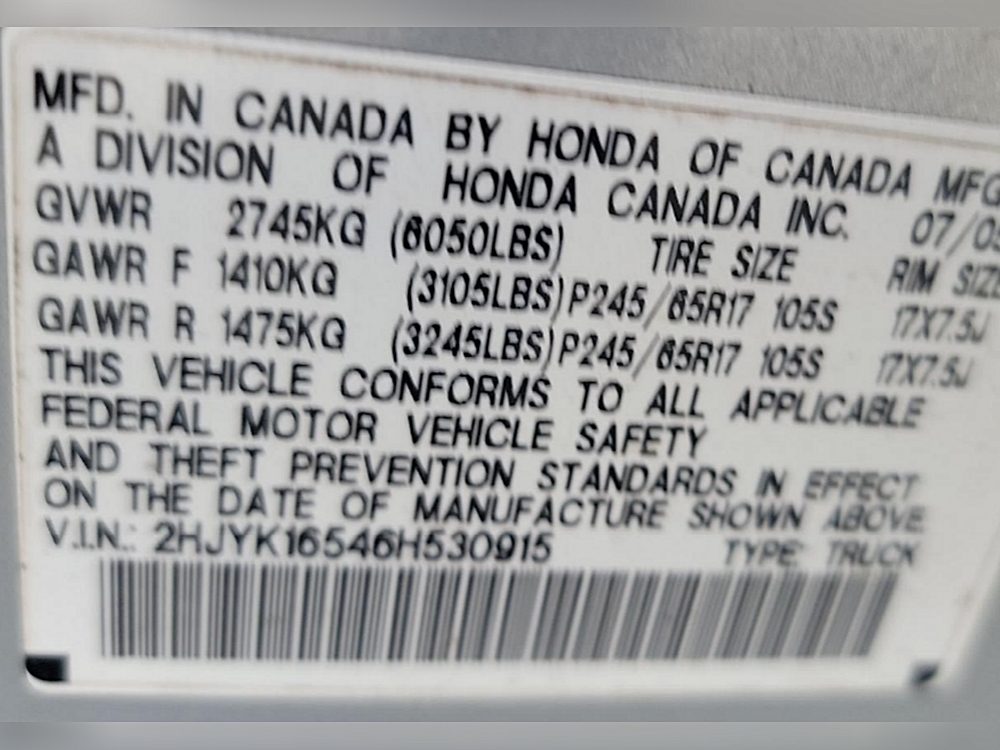 MFD. IN CANADA BY HONDA OF CANADA MFG
A DIVISION OF HONDA CANADA INC. 07/05
GVWR 2745KG (6050LBS) TIRE SIZE RIM SIZE
GAWR F 1410KG (3105LBS) P245/65R17 105S 17X7.5J
GAWR R 1475KG (3245LBS) P245/65R17 105S 17X7.5J
THIS VEHICLE CONFORMS TO ALL APPLICABLE
FEDERAL MOTOR VEHICLE SAFETY
AND THEFT PREVENTION STANDARDS IN EFFECT
ON THE DATE OF MANUFACTURE SHOWN ABOVE
V.I.N.: 2HJYK16546H530915 TYPE: TRUCK